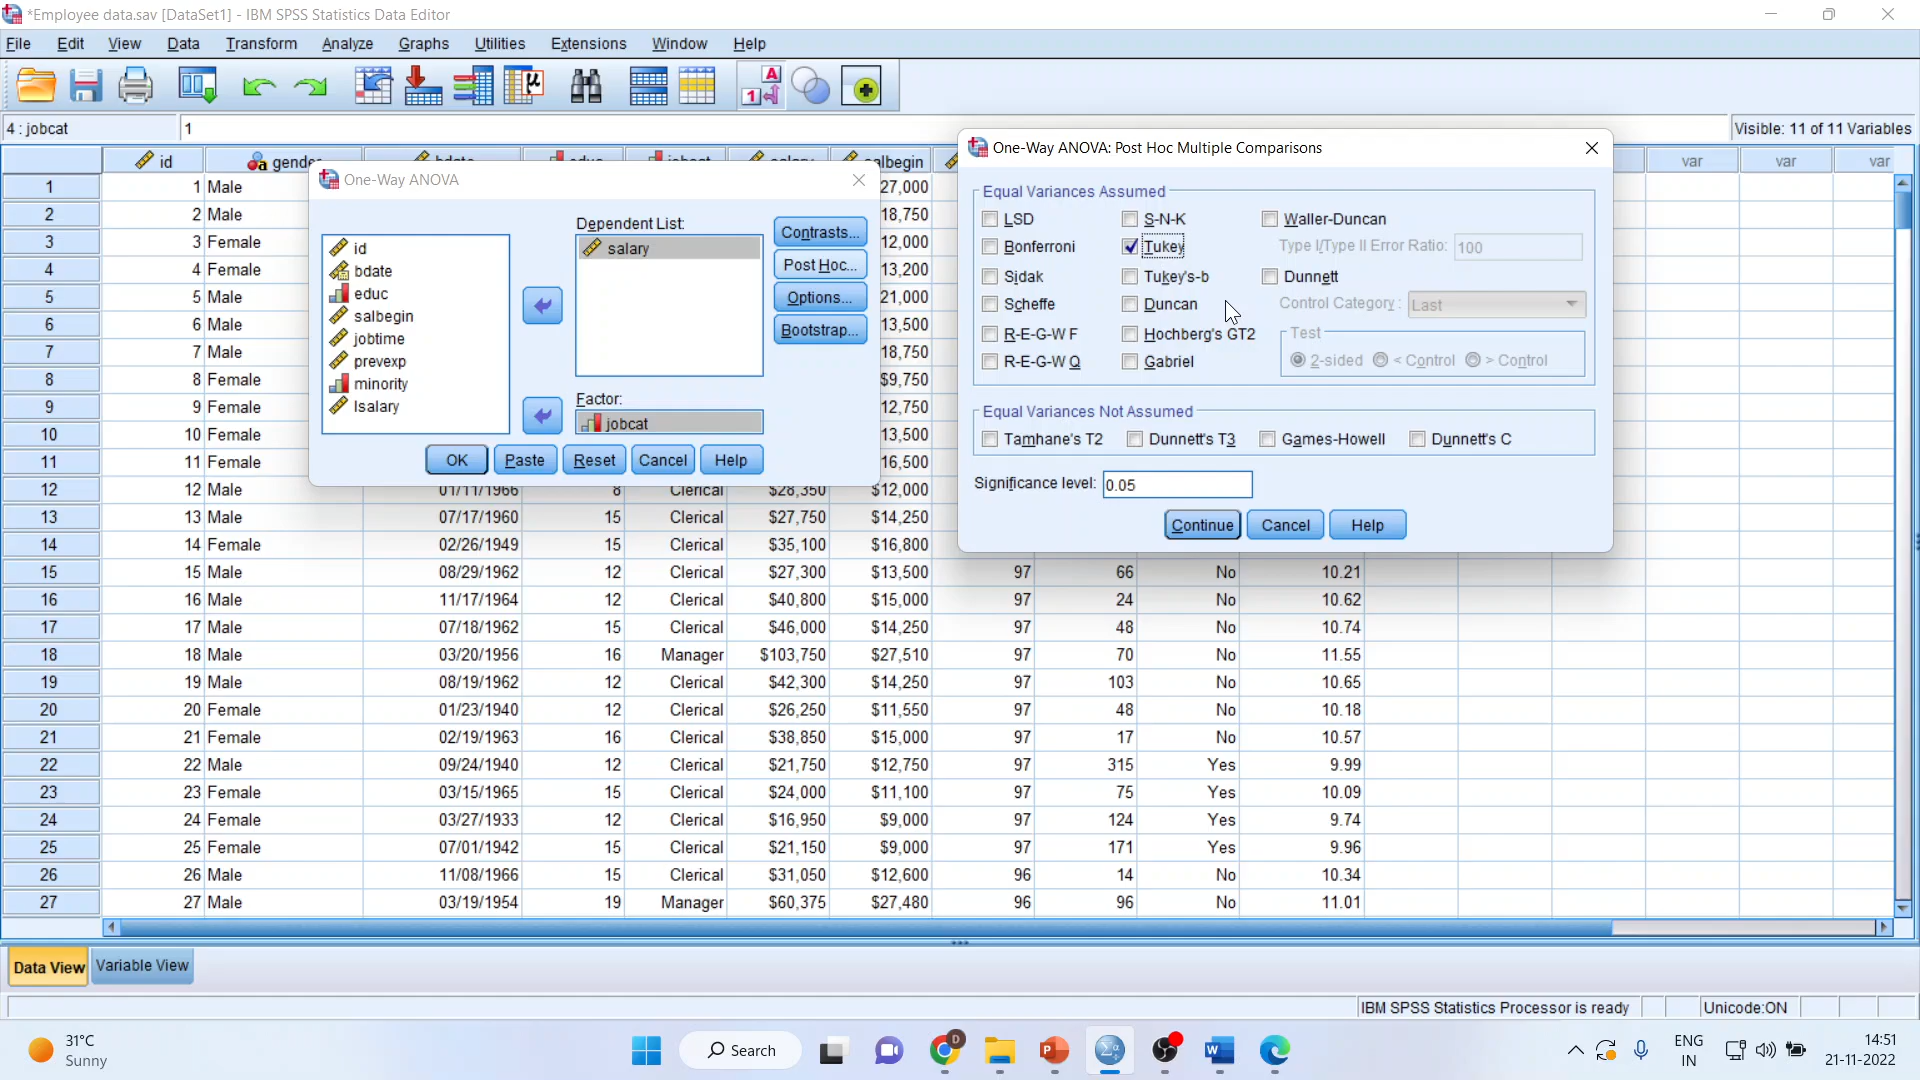 *Employee data.sav [DataSet1] - IBM SPSS Statistics Data Editor
File Edit View Data Transform Analyze Graphs Utilities Extensions Window Help
4 : jobcat 1 Visible: 11 of 11 Variables
id salbegin var var var
One-Way ANOVA
Dependent List:
salary
id
bdate
educ
salbegin
jobtime
prevexp
minority
lsalary
Factor:
jobcat
Contrasts...
Post Hoc...
Options...
Bootstrap...
OK Paste Reset Cancel Help
One-Way ANOVA: Post Hoc Multiple Comparisons
Equal Variances Assumed
LSD S-N-K Waller-Duncan
Bonferroni Tukey Type I/Type II Error Ratio: 100
Sidak Tukey's-b Dunnett
Scheffe Duncan Control Category : Last
R-E-G-W F Hochberg's GT2 Test
R-E-G-W Q Gabriel 2-sided < Control > Control
Equal Variances Not Assumed
Tamhane's T2 Dunnett's T3 Games-Howell Dunnett's C
Significance level: 0.05
Continue Cancel Help
1 1 Male 27,000
2 2 Male 18,750
3 3 Female 12,000
4 4 Female 13,200
5 5 Male 21,000
6 6 Male 13,500
7 7 Male 18,750
8 8 Female $9,750
9 9 Female 12,750
10 10 Female 13,500
11 11 Female 16,500
12 12 Male 01/11/1966 8 Clerical $28,350 $12,000
13 13 Male 07/17/1960 15 Clerical $27,750 $14,250
14 14 Female 02/26/1949 15 Clerical $35,100 $16,800
15 15 Male 08/29/1962 12 Clerical $27,300 $13,500 97 66 No 10.21
16 16 Male 11/17/1964 12 Clerical $40,800 $15,000 97 24 No 10.62
17 17 Male 07/18/1962 15 Clerical $46,000 $14,250 97 48 No 10.74
18 18 Male 03/20/1956 16 Manager $103,750 $27,510 97 70 No 11.55
19 19 Male 08/19/1962 12 Clerical $42,300 $14,250 97 103 No 10.65
20 20 Female 01/23/1940 12 Clerical $26,250 $11,550 97 48 No 10.18
21 21 Female 02/19/1963 16 Clerical $38,850 $15,000 97 17 No 10.57
22 22 Male 09/24/1940 12 Clerical $21,750 $12,750 97 315 Yes 9.99
23 23 Female 03/15/1965 15 Clerical $24,000 $11,100 97 75 Yes 10.09
24 24 Female 03/27/1933 12 Clerical $16,950 $9,000 97 124 Yes 9.74
25 25 Female 07/01/1942 15 Clerical $21,150 $9,000 97 171 Yes 9.96
26 26 Male 11/08/1966 15 Clerical $31,050 $12,600 96 14 No 10.34
27 27 Male 03/19/1954 19 Manager $60,375 $27,480 96 96 No 11.01
Data View Variable View
IBM SPSS Statistics Processor is ready Unicode:ON
31°C
Sunny
Search
ENG
IN
14:51
21-11-2022